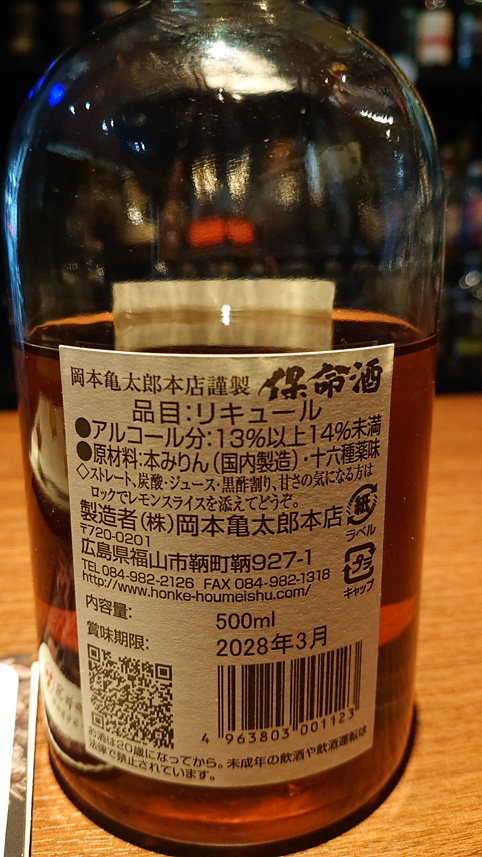 岡本亀太郎本店謹製 保命酒
品目:リキュール
●アルコール分:13%以上14%未満
●原材料:本みりん(国内製造)・十六種薬味
◇ストレート、炭酸・ジュース・黒酢割り、甘さの気になる方は
ロックでレモンスライスを添えてどうぞ。
製造者(株)岡本亀太郎本店
〒720-0201
広島県福山市鞆町鞆927-1
TEL 084-982-2126 FAX 084-982-1318
http://www.honke-houmeishu.com/
紙
ラベル
プラ
キャップ
内容量: 500ml
賞味期限: 2028年3月
4 963803 001123
お酒は20歳になってから。未成年の飲酒や飲酒運転は
法律で禁止されています。